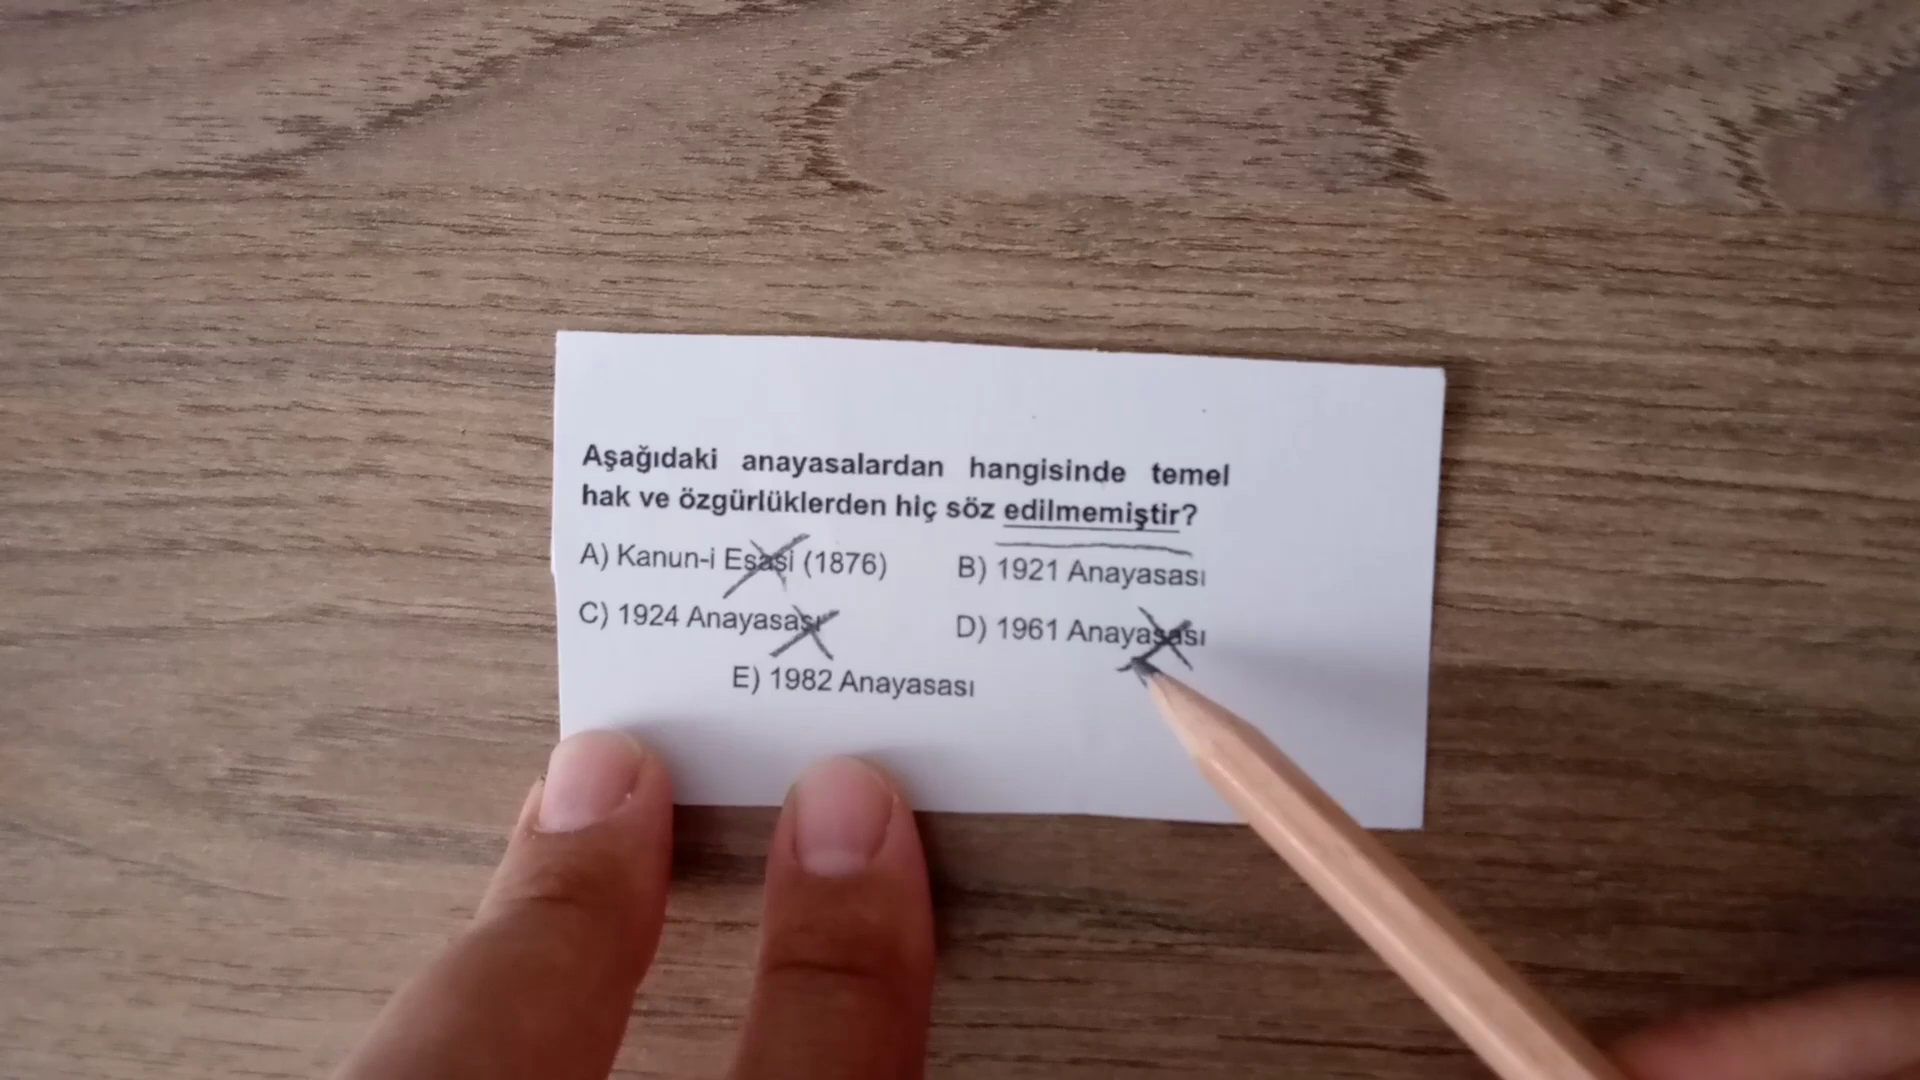 Aşağıdaki anayasalardan hangisinde temel
hak ve özgürlüklerden hiç söz edilmemiştir?
A) Kanun-i Esasi (1876) B) 1921 Anayasası
C) 1924 Anayasası D) 1961 Anayasası
E) 1982 Anayasası